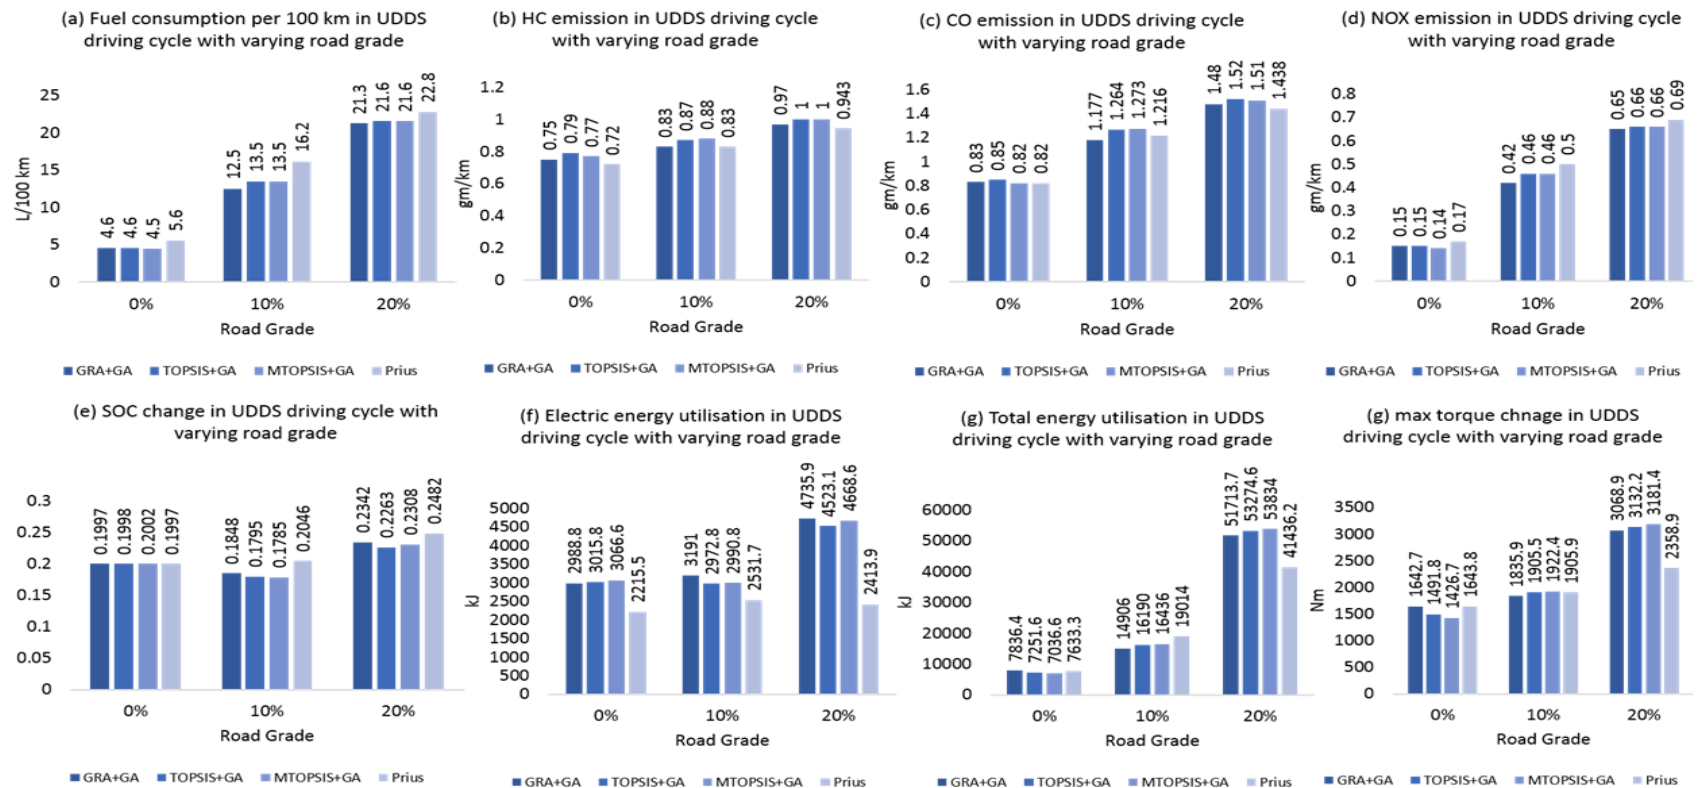 (a) Fuel consumption per 100 km in UDDS
driving cycle with varying road grade
L/100 km
25
20
15
10
5
0
4.6 4.6 4.5 5.6
12.5 13.5 13.5 16.2
21.3 21.6 21.6 22.8
0% 10% 20%
Road Grade
GRA+GA TOPSIS+GA MTOPSIS+GA Prius
(b) HC emission in UDDS driving cycle
with varying road grade
gm/km
1.2
1
0.8
0.6
0.4
0.2
0
0.75 0.79 0.77 0.72
0.83 0.87 0.88 0.83
0.97 1 1 0.943
0% 10% 20%
Road Grade
GRA+GA TOPSIS+GA MTOPSIS+GA Prius
(c) CO emission in UDDS driving cycle
with varying road grade
gm/km
1.6
1.4
1.2
1
0.8
0.6
0.4
0.2
0
0.83 0.85 0.82 0.82
1.177 1.264 1.273 1.216
1.48 1.52 1.51 1.438
0% 10% 20%
Road Grade
GRA+GA TOPSIS+GA MTOPSIS+GA Prius
(d) NOX emission in UDDS driving cycle
with varying road grade
gm/km
0.8
0.7
0.6
0.5
0.4
0.3
0.2
0.1
0
0.15 0.15 0.14 0.17
0.42 0.46 0.46 0.5
0.65 0.66 0.66 0.69
0% 10% 20%
Road Grade
GRA+GA TOPSIS+GA MTOPSIS+GA Prius
(e) SOC change in UDDS driving cycle with
varying road grade
0.3
0.25
0.2
0.15
0.1
0.05
0
0.1997 0.1998 0.2002 0.1997
0.1848 0.1795 0.1785 0.2046
0.2342 0.2263 0.2308 0.2482
0% 10% 20%
Road Grade
GRA+GA TOPSIS+GA MTOPSIS+GA Prius
(f) Electric energy utilisation in UDDS
driving cycle with varying road grade
kJ
5000
4500
4000
3500
3000
2500
2000
1500
1000
500
0
2988.8 3015.8 3066.6 2215.5
3191 2972.8 2990.8 2531.7
4735.9 4523.1 4668.6 2413.9
0% 10% 20%
Road Grade
GRA+GA TOPSIS+GA MTOPSIS+GA Prius
(g) Total energy utilisation in UDDS
driving cycle with varying road grade
kJ
60000
50000
40000
30000
20000
10000
0
7836.4 7251.6 7036.6 7633.3
14906 16190 16436 19014
51713.7 53274.6 53834 41436.2
0% 10% 20%
Road Grade
GRA+GA TOPSIS+GA MTOPSIS+GA Prius
(g) max torque chnage in UDDS
driving cycle with varying road grade
Nm
3500
3000
2500
2000
1500
1000
500
0
1642.7 1491.8 1426.7 1643.8
1835.9 1905.5 1922.4 1905.9
3068.9 3132.2 3181.4 2358.9
0% 10% 20%
Road Grade
GRA+GA TOPSIS+GA MTOPSIS+GA Prius